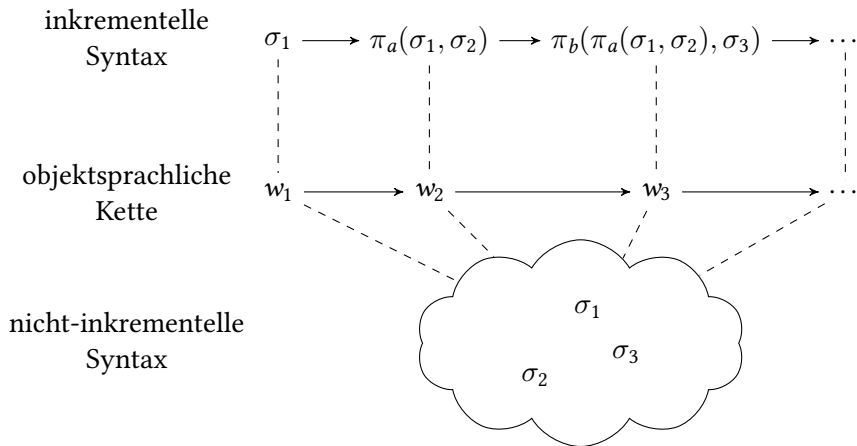 inkrementelle
Syntax
σ₁ → πₐ(σ₁, σ₂) → π_b(πₐ(σ₁, σ₂), σ₃) → ⋯
objektsprachliche
Kette
w₁ → w₂ → w₃ → ⋯
nicht-inkrementelle
Syntax
σ₁
σ₃
σ₂